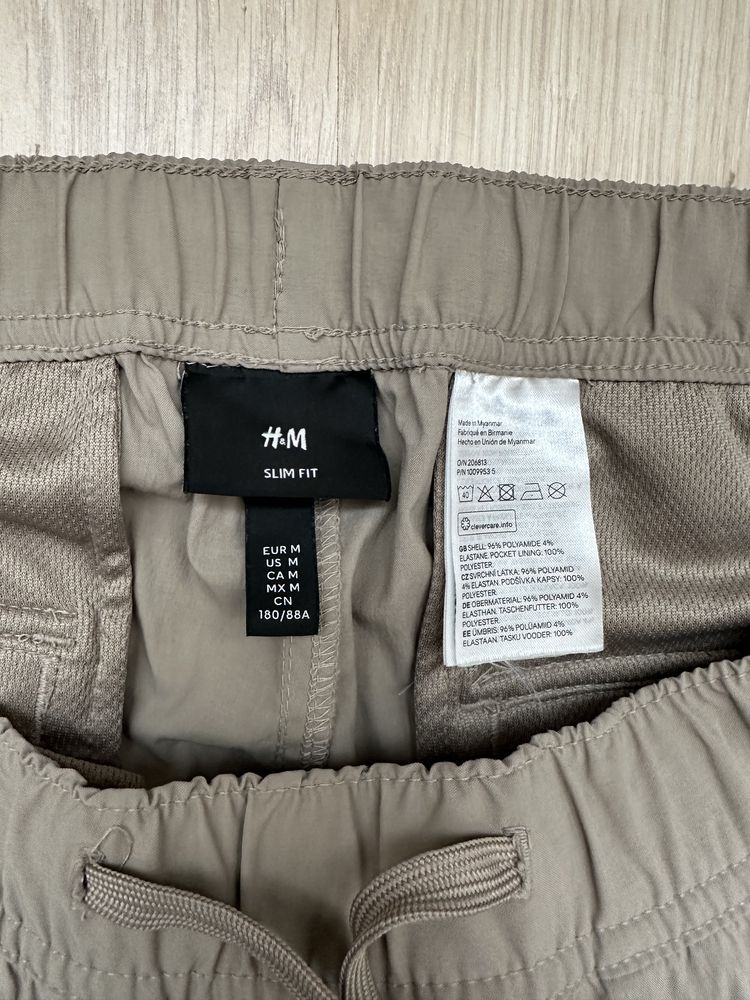 H&M
SLIM FIT
EUR M
US M
CA M
MX M
CN
180/88A
Made in Myanmar
Fabriqué en Birmanie
Hecho en Unión de Myanmar
O/N 206813
P/N 1009953 5
40
clevercare.info
GB SHELL: 96% POLYAMIDE 4%
ELASTANE. POCKET LINING: 100%
POLYESTER.
CZ SVRCHNÍ LÁTKA: 96% POLYAMID
4% ELASTAN. PODŠÍVKA KAPSY: 100%
POLYESTER.
DE OBERMATERIAL: 96% POLYAMID 4%
ELASTHAN. TASCHENFUTTER: 100%
POLYESTER.
EE ÜMBRIS: 96% POLÜAMIID 4%
ELASTAAN. TASKU VOODER: 100%